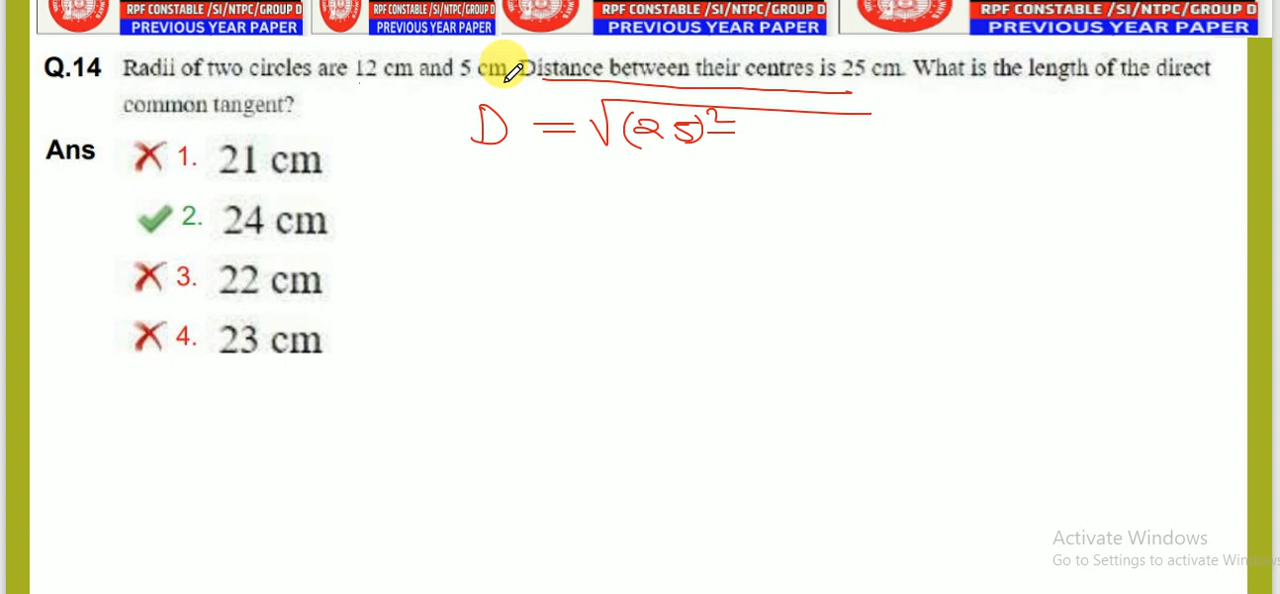 RPF CONSTABLE /SI/NTPC/GROUP D RPF CONSTABLE /SI/NTPC/GROUP D RPF CONSTABLE /SI/NTPC/GROUP D RPF CONSTABLE /SI/NTPC/GROUP D
PREVIOUS YEAR PAPER PREVIOUS YEAR PAPER PREVIOUS YEAR PAPER PREVIOUS YEAR PAPER
Q.14 Radii of two circles are 12 cm and 5 cm. Distance between their centres is 25 cm. What is the length of the direct
common tangent?
D = √(25)²
Ans 1. 21 cm
2. 24 cm
3. 22 cm
4. 23 cm
Activate Windows
Go to Settings to activate Windows